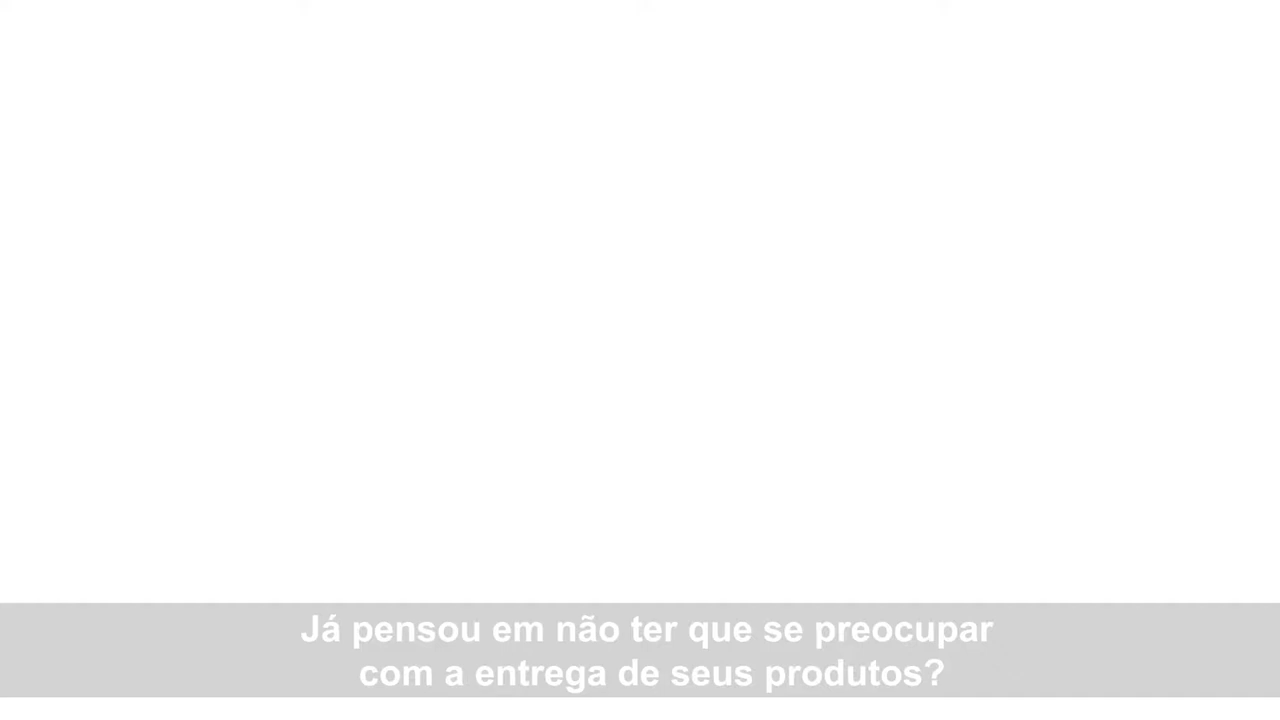 Já pensou em não ter que se preocupar
com a entrega de seus produtos?